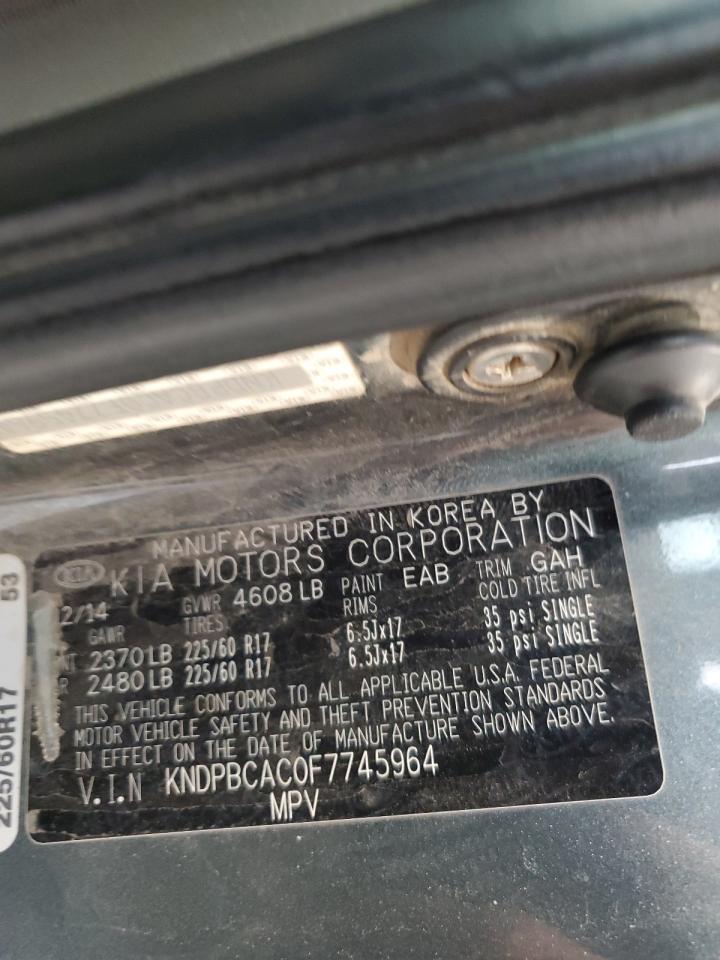 MANUFACTURED IN KOREA BY
KIA KIA MOTORS CORPORATION
2/14 GVWR 4608 LB PAINT EAB TRIM GAH
GAWR TIRES RIMS COLD TIRE INFL
2370 LB 225/60 R17 6.5Jx17 35 psi SINGLE
2480 LB 225/60 R17 6.5Jx17 35 psi SINGLE
THIS VEHICLE CONFORMS TO ALL APPLICABLE U.S.A. FEDERAL
MOTOR VEHICLE SAFETY AND THEFT PREVENTION STANDARDS
IN EFFECT ON THE DATE OF MANUFACTURE SHOWN ABOVE.
V.I.N KNDPBCAC0F7745964
MPV
225/60R17 53